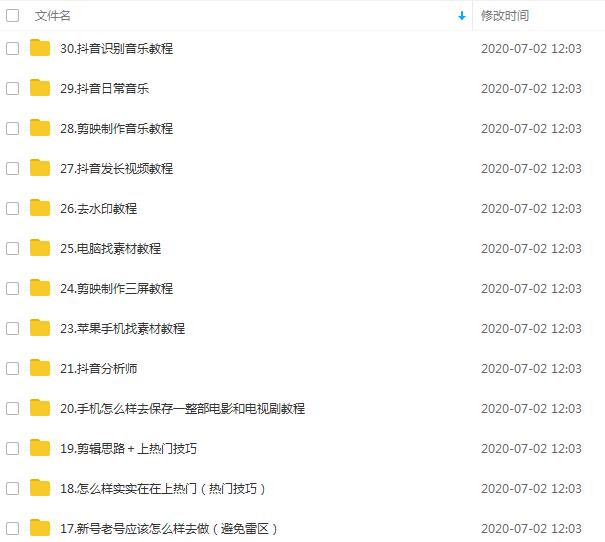 文件名 修改时间
30.抖音识别音乐教程 2020-07-02 12:03
29.抖音日常音乐 2020-07-02 12:03
28.剪映制作音乐教程 2020-07-02 12:03
27.抖音发长视频教程 2020-07-02 12:03
26.去水印教程 2020-07-02 12:03
25.电脑找素材教程 2020-07-02 12:03
24.剪映制作三屏教程 2020-07-02 12:03
23.苹果手机找素材教程 2020-07-02 12:03
21.抖音分析师 2020-07-02 12:03
20.手机怎么样去保存一整部电影和电视剧教程 2020-07-02 12:03
19.剪辑思路+上热门技巧 2020-07-02 12:03
18.怎么样实实在在上热门（热门技巧） 2020-07-02 12:03
17.新号老号应该怎么样去做（避免雷区） 2020-07-02 12:03